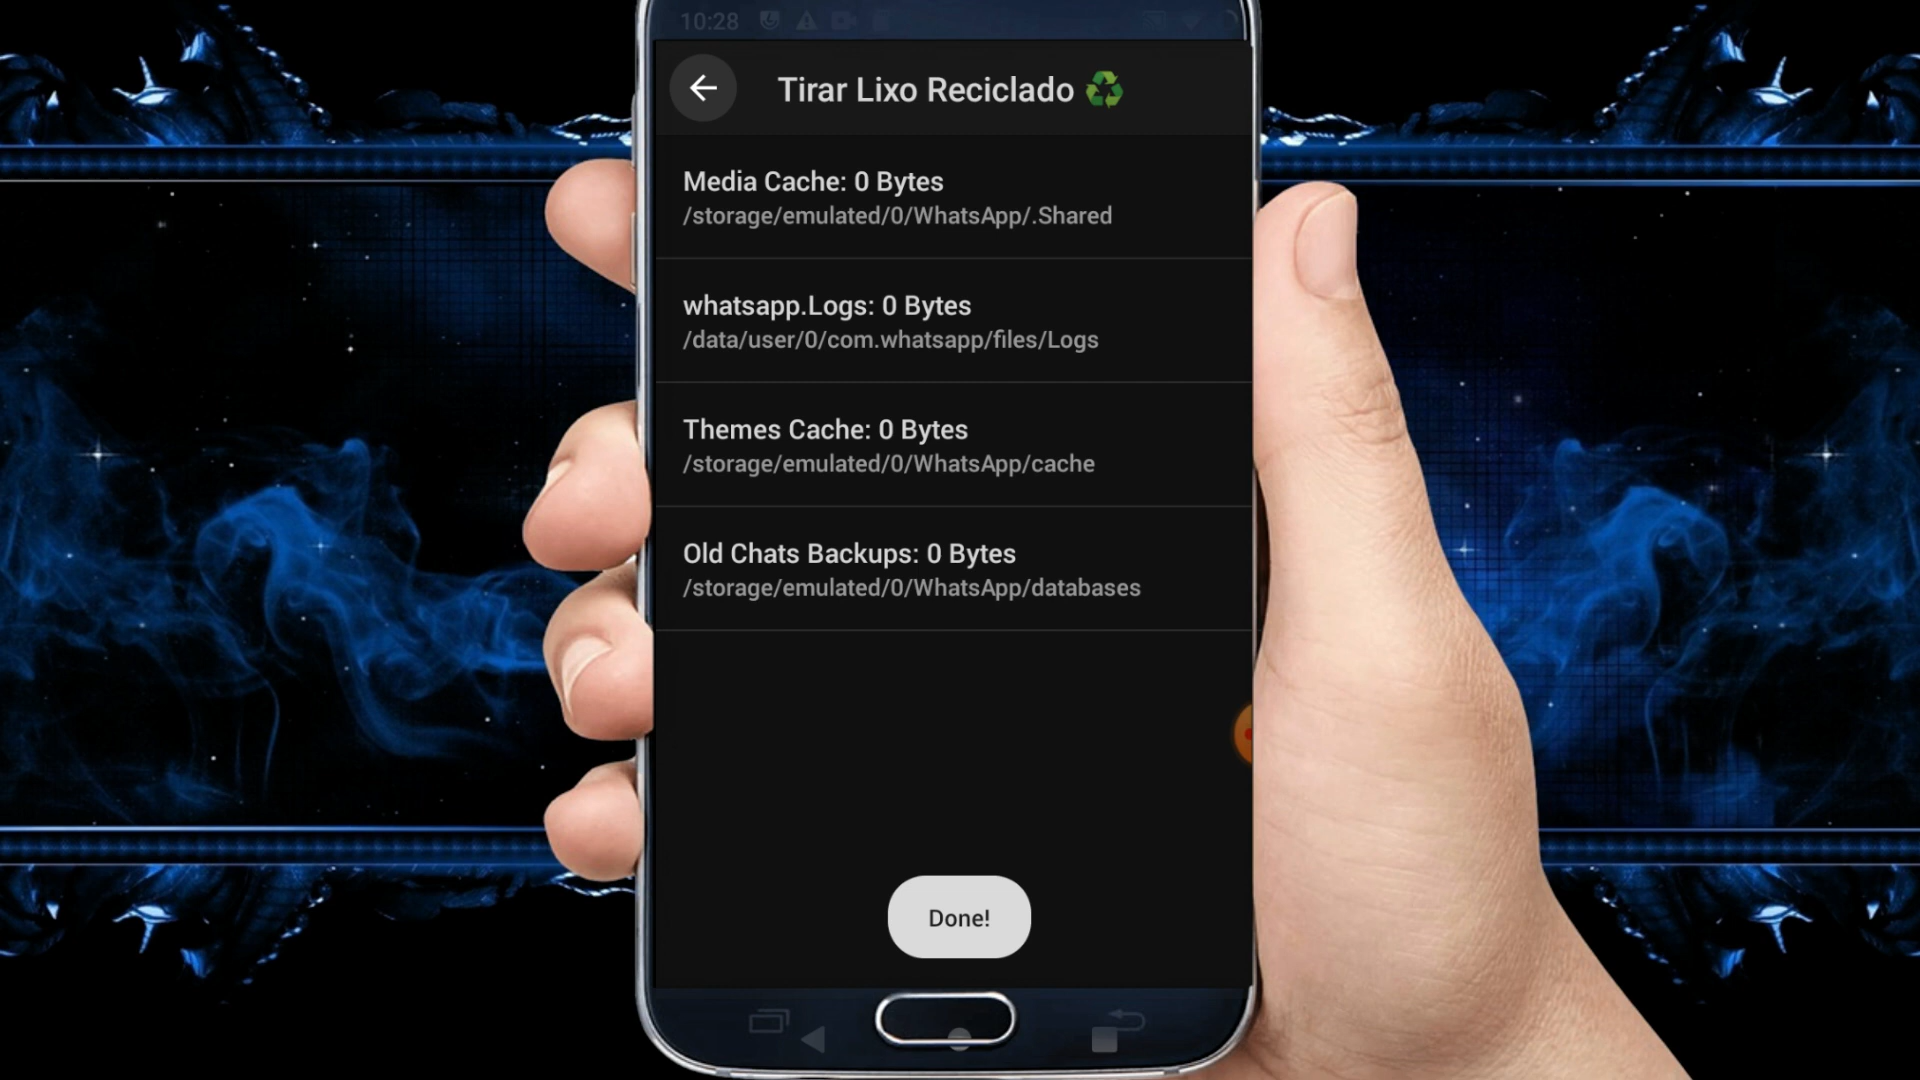 10:28
Tirar Lixo Reciclado ♻
Media Cache: 0 Bytes
/storage/emulated/0/WhatsApp/.Shared
whatsapp.Logs: 0 Bytes
/data/user/0/com.whatsapp/files/Logs
Themes Cache: 0 Bytes
/storage/emulated/0/WhatsApp/cache
Old Chats Backups: 0 Bytes
/storage/emulated/0/WhatsApp/databases
Done!